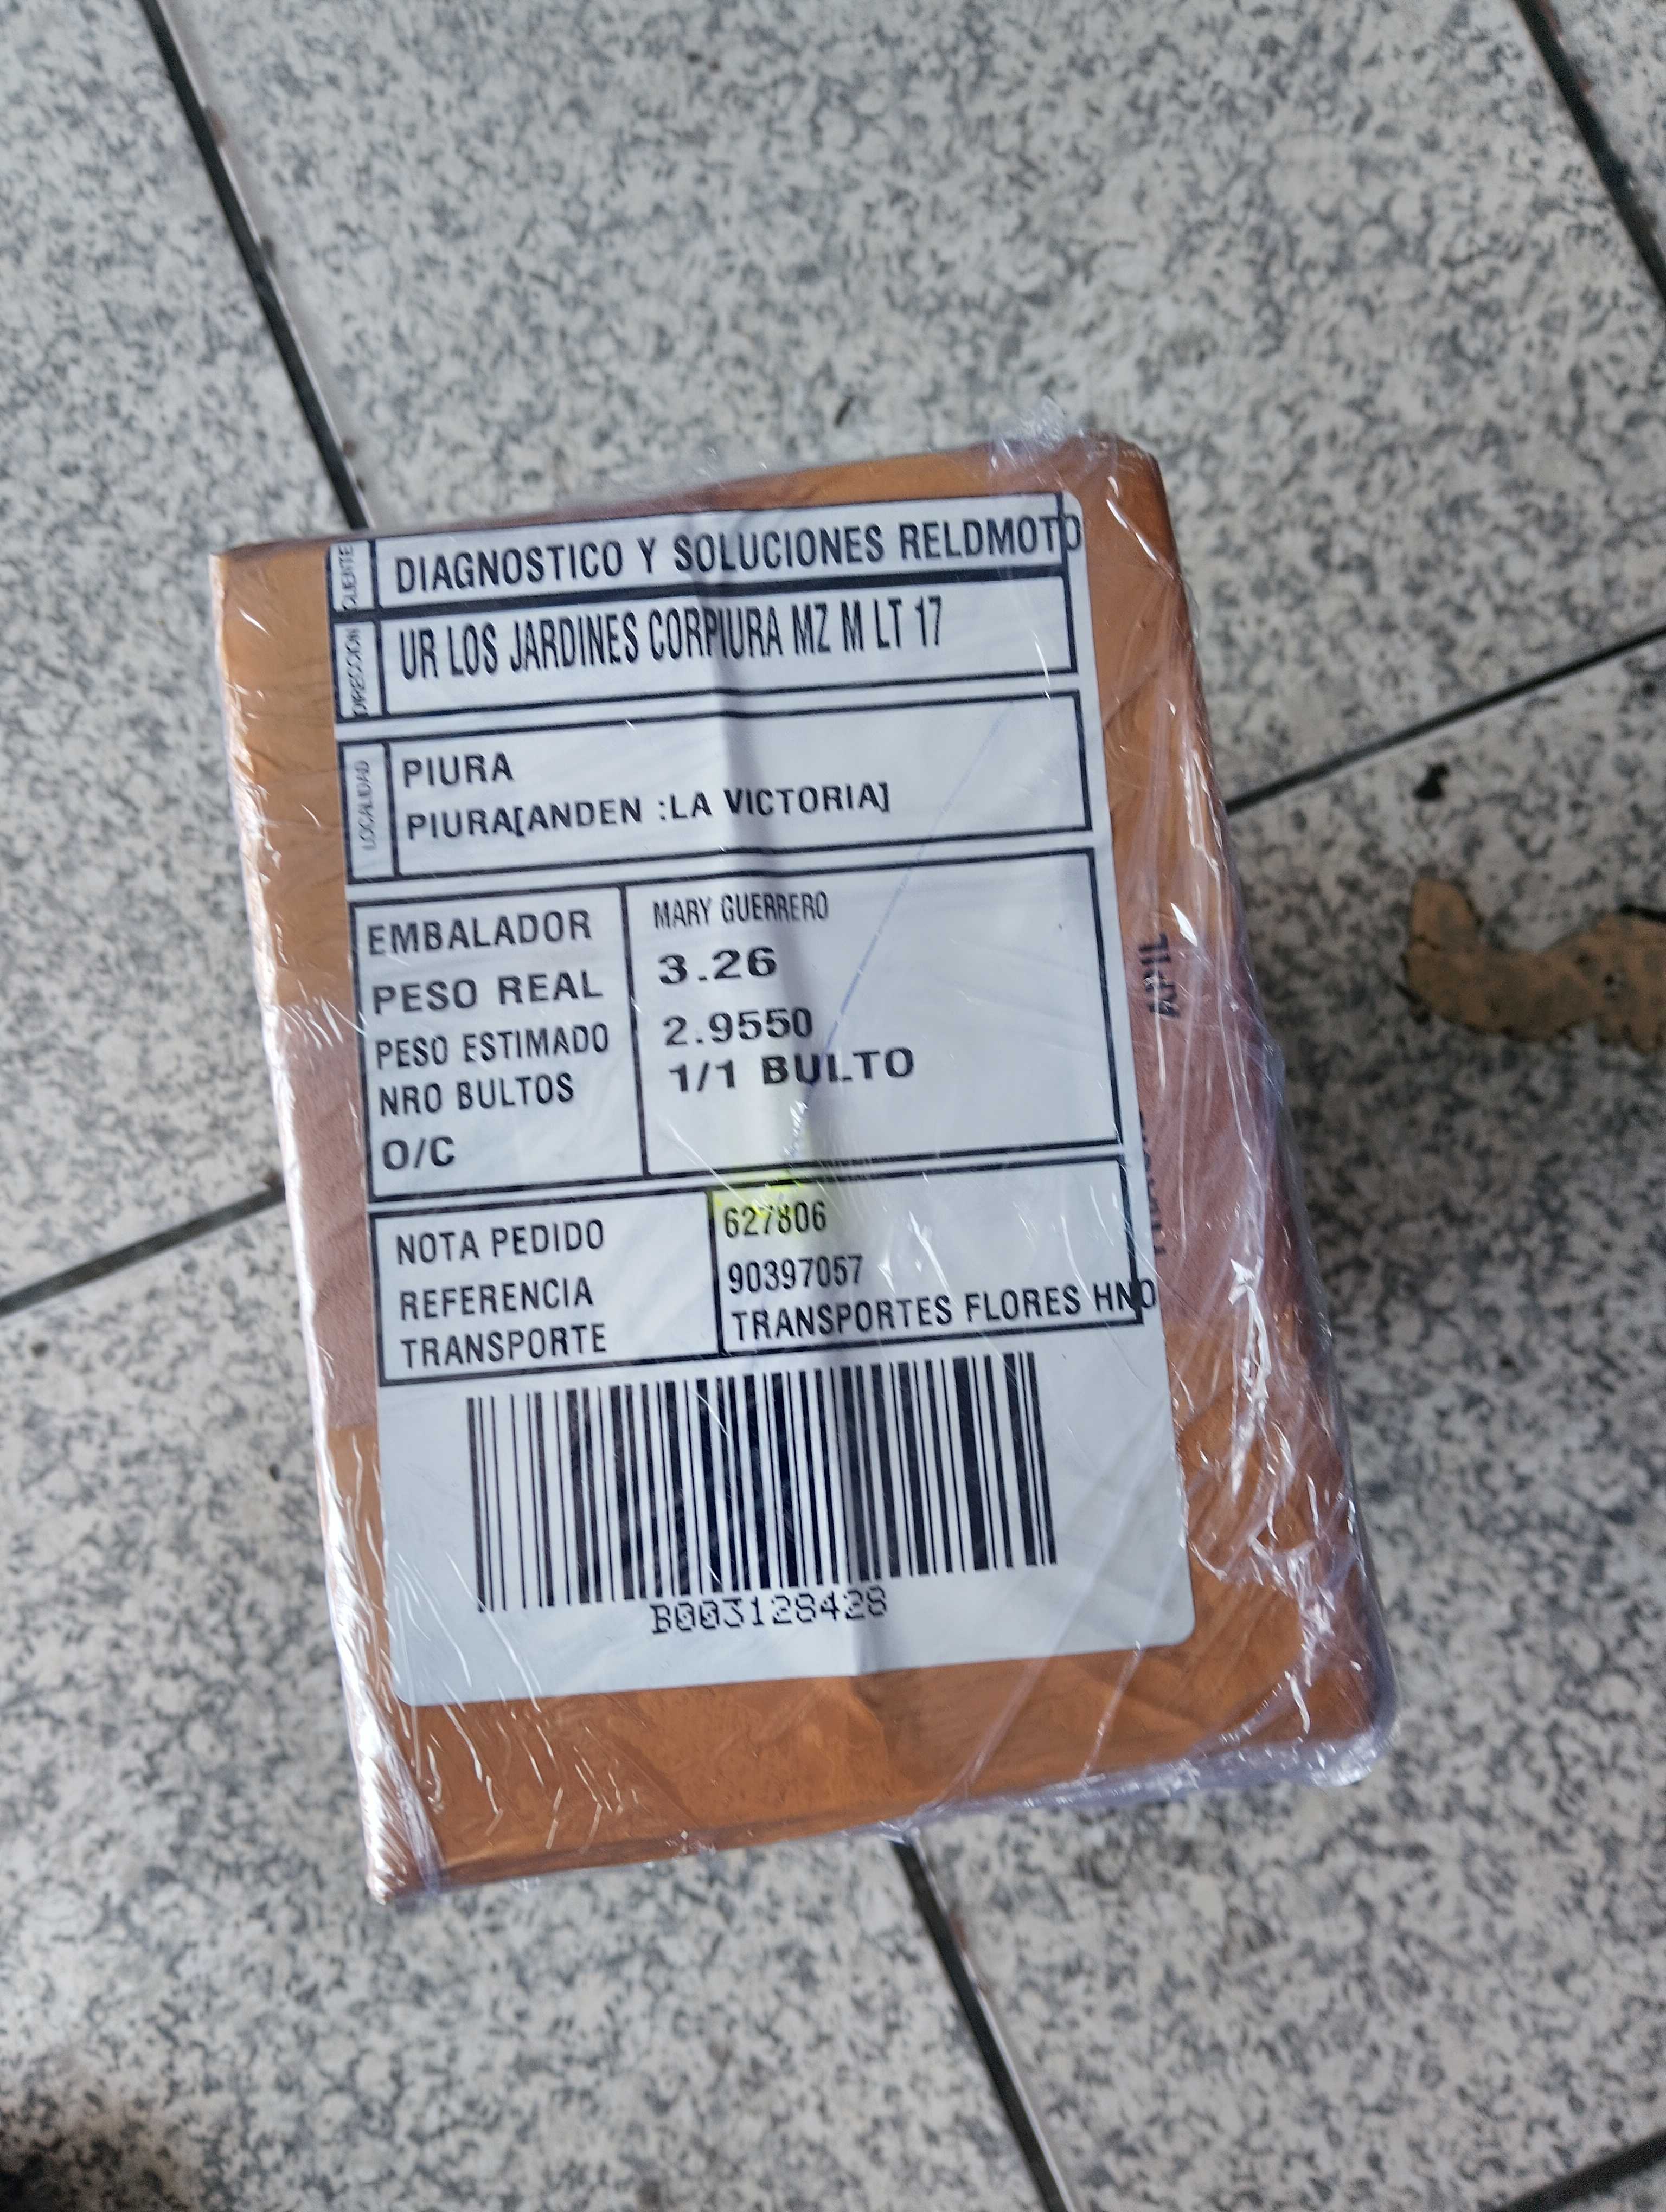 CLIENTE
DIAGNOSTICO Y SOLUCIONES RELDMOTO
DIRECCION
UR LOS JARDINES CORPIURA MZ M LT 17
LOCALIDAD
PIURA
PIURA[ANDEN :LA VICTORIA]
EMBALADOR MARY GUERRERO
PESO REAL 3.26
PESO ESTIMADO 2.9550
NRO BULTOS 1/1 BULTO
O/C
NOTA PEDIDO 627806
REFERENCIA 90397057
TRANSPORTE TRANSPORTES FLORES HNO
B003128428